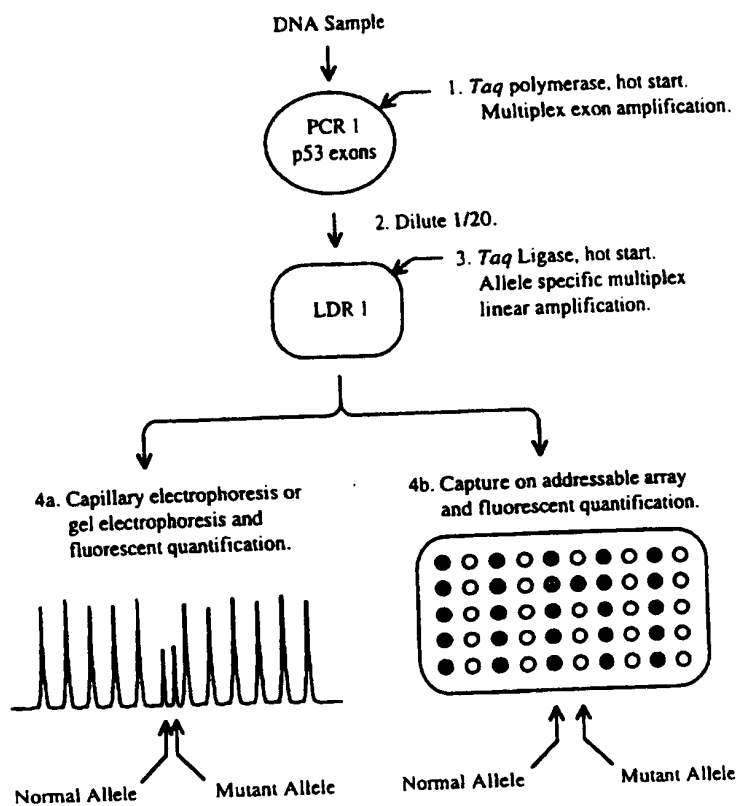 DNA Sample
1. Taq polymerase, hot start.
Multiplex exon amplification.
PCR 1
p53 exons
2. Dilute 1/20.
3. Taq Ligase, hot start.
Allele specific multiplex
linear amplification.
LDR 1
4a. Capillary electrophoresis or
gel electrophoresis and
fluorescent quantification.
4b. Capture on addressable array
and fluorescent quantification.
Normal Allele
Mutant Allele
Normal Allele
Mutant Allele